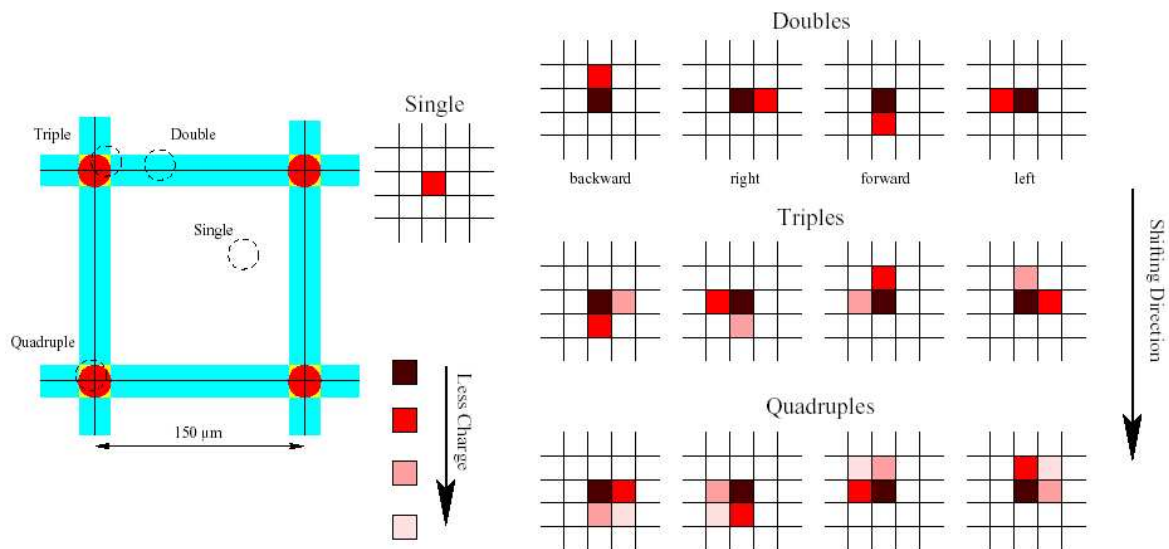 Doubles
Single
Triple
Double
backward
right
forward
left
Triples
Single
Shifting Direction
Quadruple
Less Charge
Quadruples
150 µm